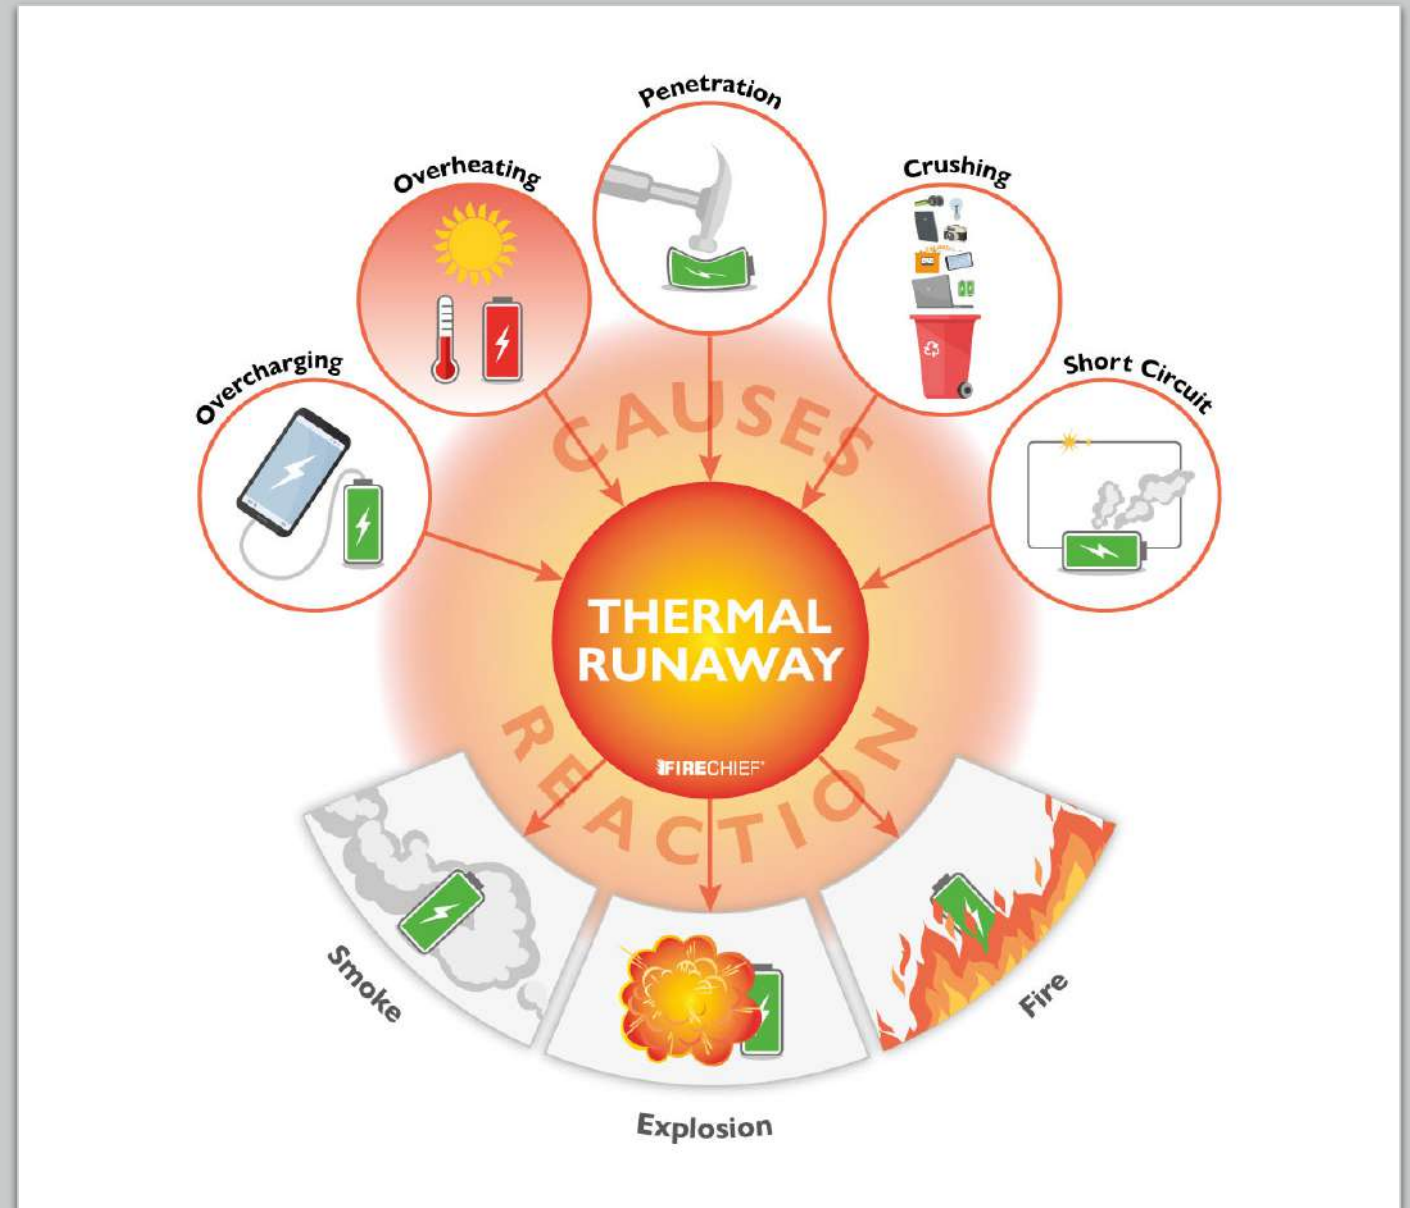 Penetration
Overheating
Crushing
Overcharging
Short Circuit
CAUSES
THERMAL
RUNAWAY
FIRECHIEF
REACTION
Smoke
Fire
Explosion